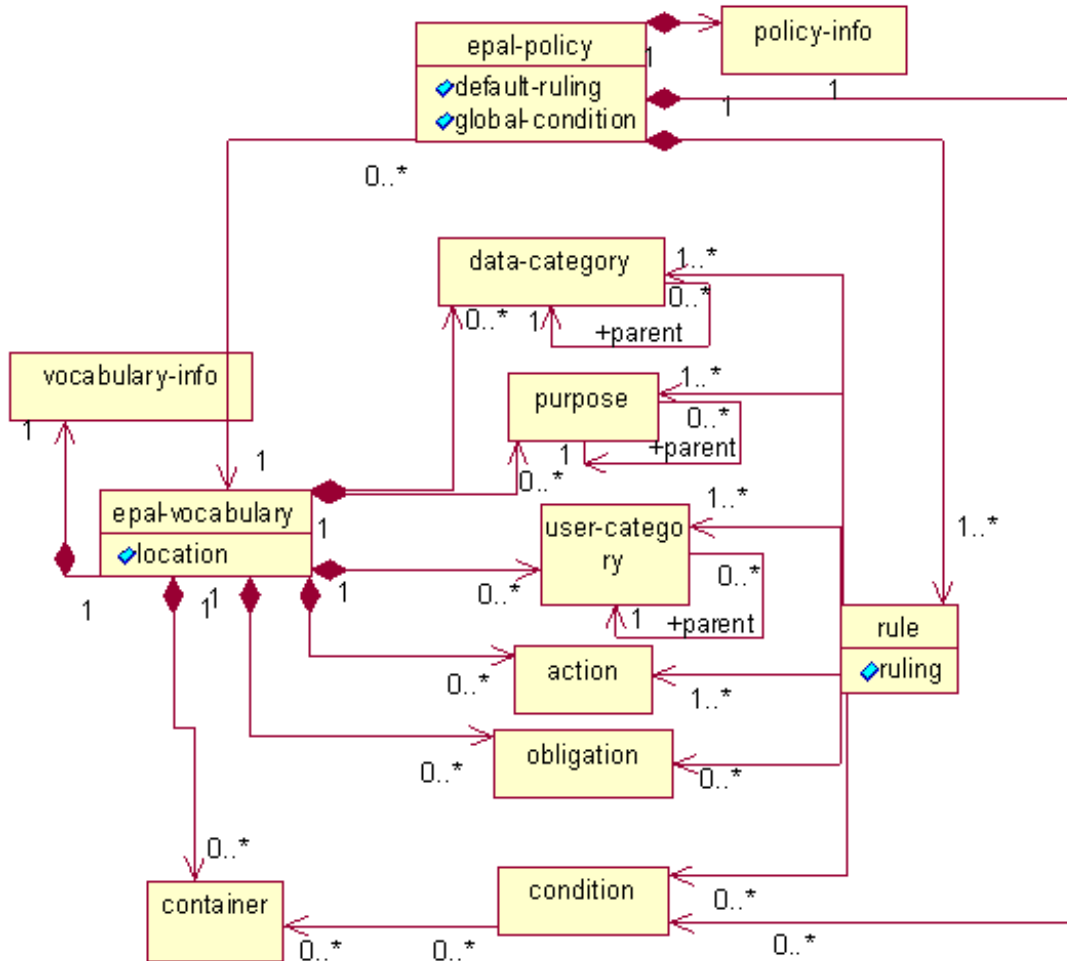 epal-policy
default-ruling
global-condition
1
policy-info
1
1
0..*
data-category
1..*
0..*
0..*
1
+parent
vocabulary-info
1
purpose
1..*
0..*
1
+parent
0..*
1
epal-vocabulary
location
1
user-catego
ry
1..*
0..*
1
+parent
0..*
1
1
1
1
1..*
rule
ruling
action
0..*
1..*
obligation
0..*
0..*
0..*
container
condition
0..*
0..*
0..*
0..*